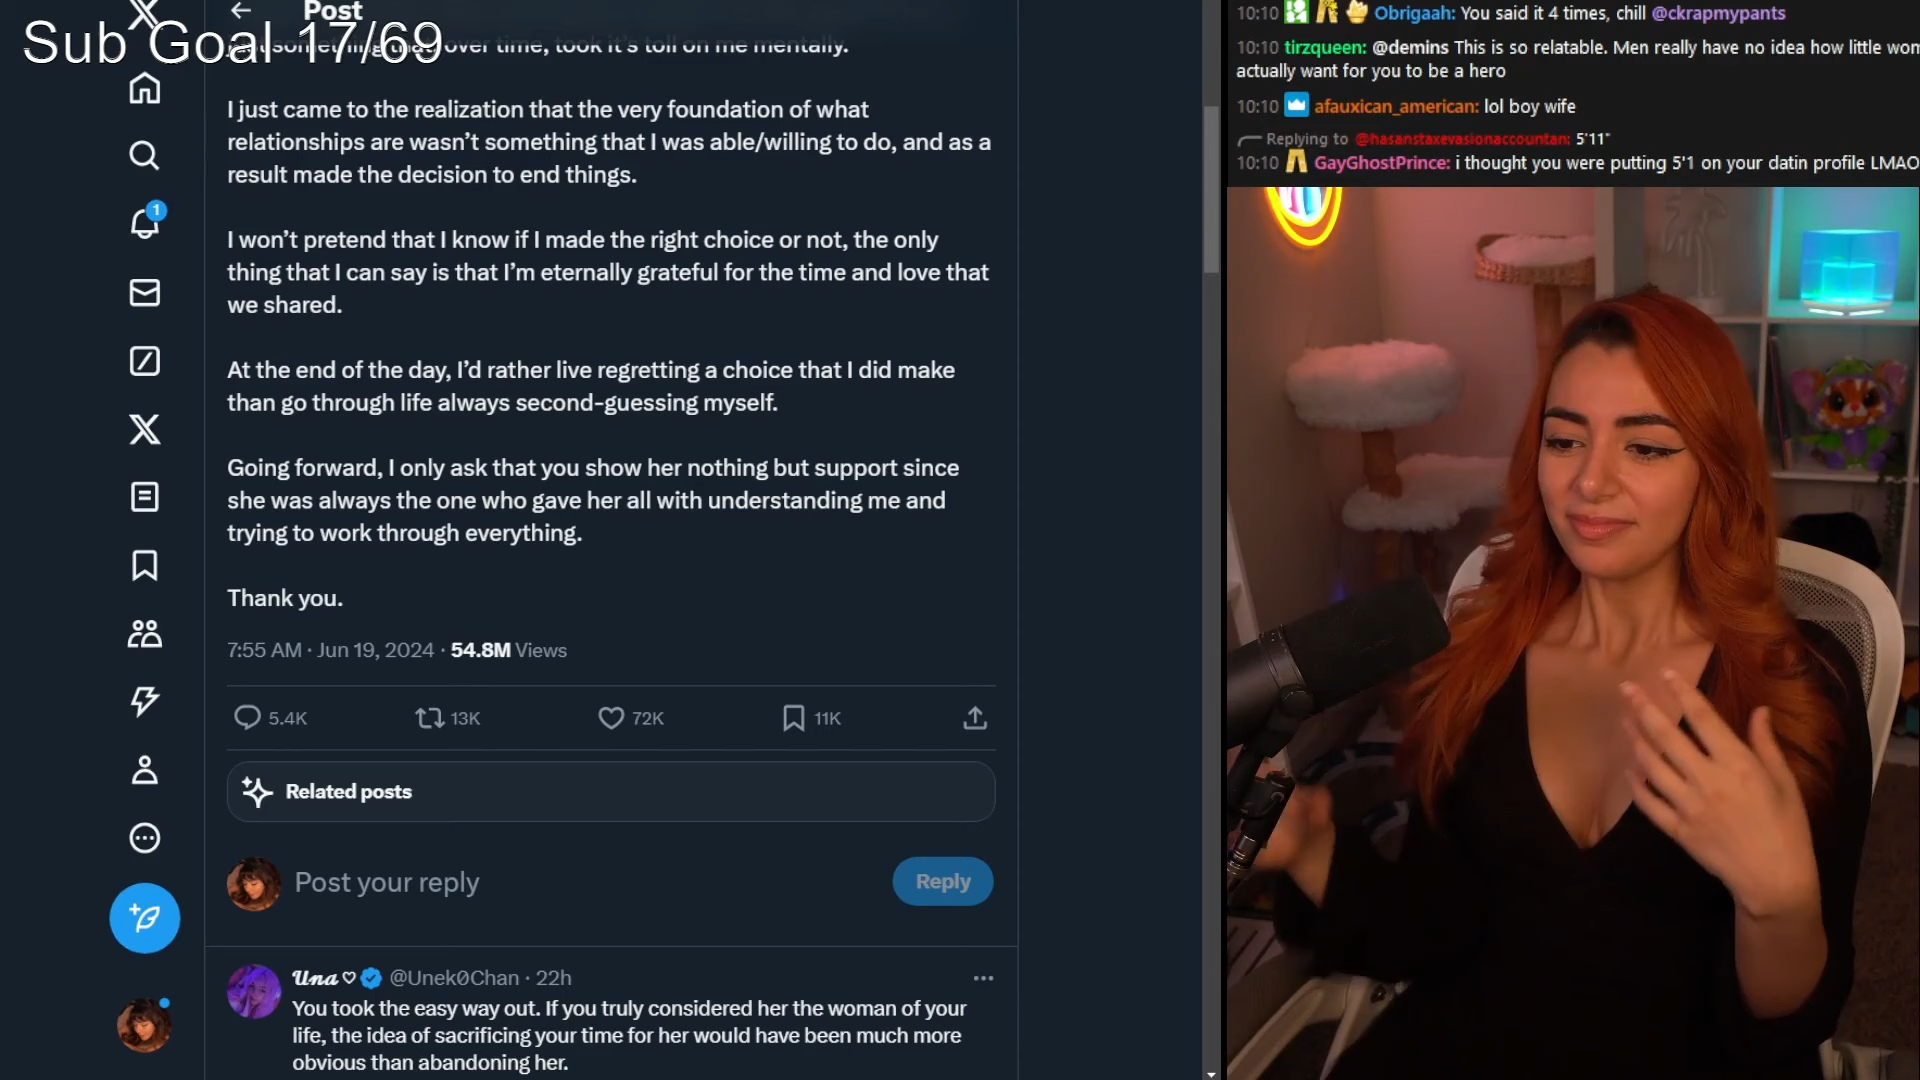 Post
Sub Goal 17/69
over time, took it's toll on me mentally.
I just came to the realization that the very foundation of what
relationships are wasn't something that I was able/willing to do, and as a
result made the decision to end things.
I won't pretend that I know if I made the right choice or not, the only
thing that I can say is that I'm eternally grateful for the time and love that
we shared.
At the end of the day, I'd rather live regretting a choice that I did make
than go through life always second-guessing myself.
Going forward, I only ask that you show her nothing but support since
she was always the one who gave her all with understanding me and
trying to work through everything.
Thank you.
7:55 AM · Jun 19, 2024 · 54.8M Views
5.4K 13K 72K 11K
Related posts
Post your reply
Reply
1
Una♡ @Unek0Chan · 22h
You took the easy way out. If you truly considered her the woman of your
life, the idea of sacrificing your time for her would have been much more
obvious than abandoning her.
10:10 Obrigaah: You said it 4 times, chill @ckrapmypants
10:10 tirzqueen: @demins This is so relatable. Men really have no idea how little
actually want for you to be a hero
10:10 afauxican_american: lol boy wife
Replying to @hasanstaxevasionaccountan: 5'11"
10:10 GayGhostPrince: i thought you were putting 5'1 on your datin profile LMAO